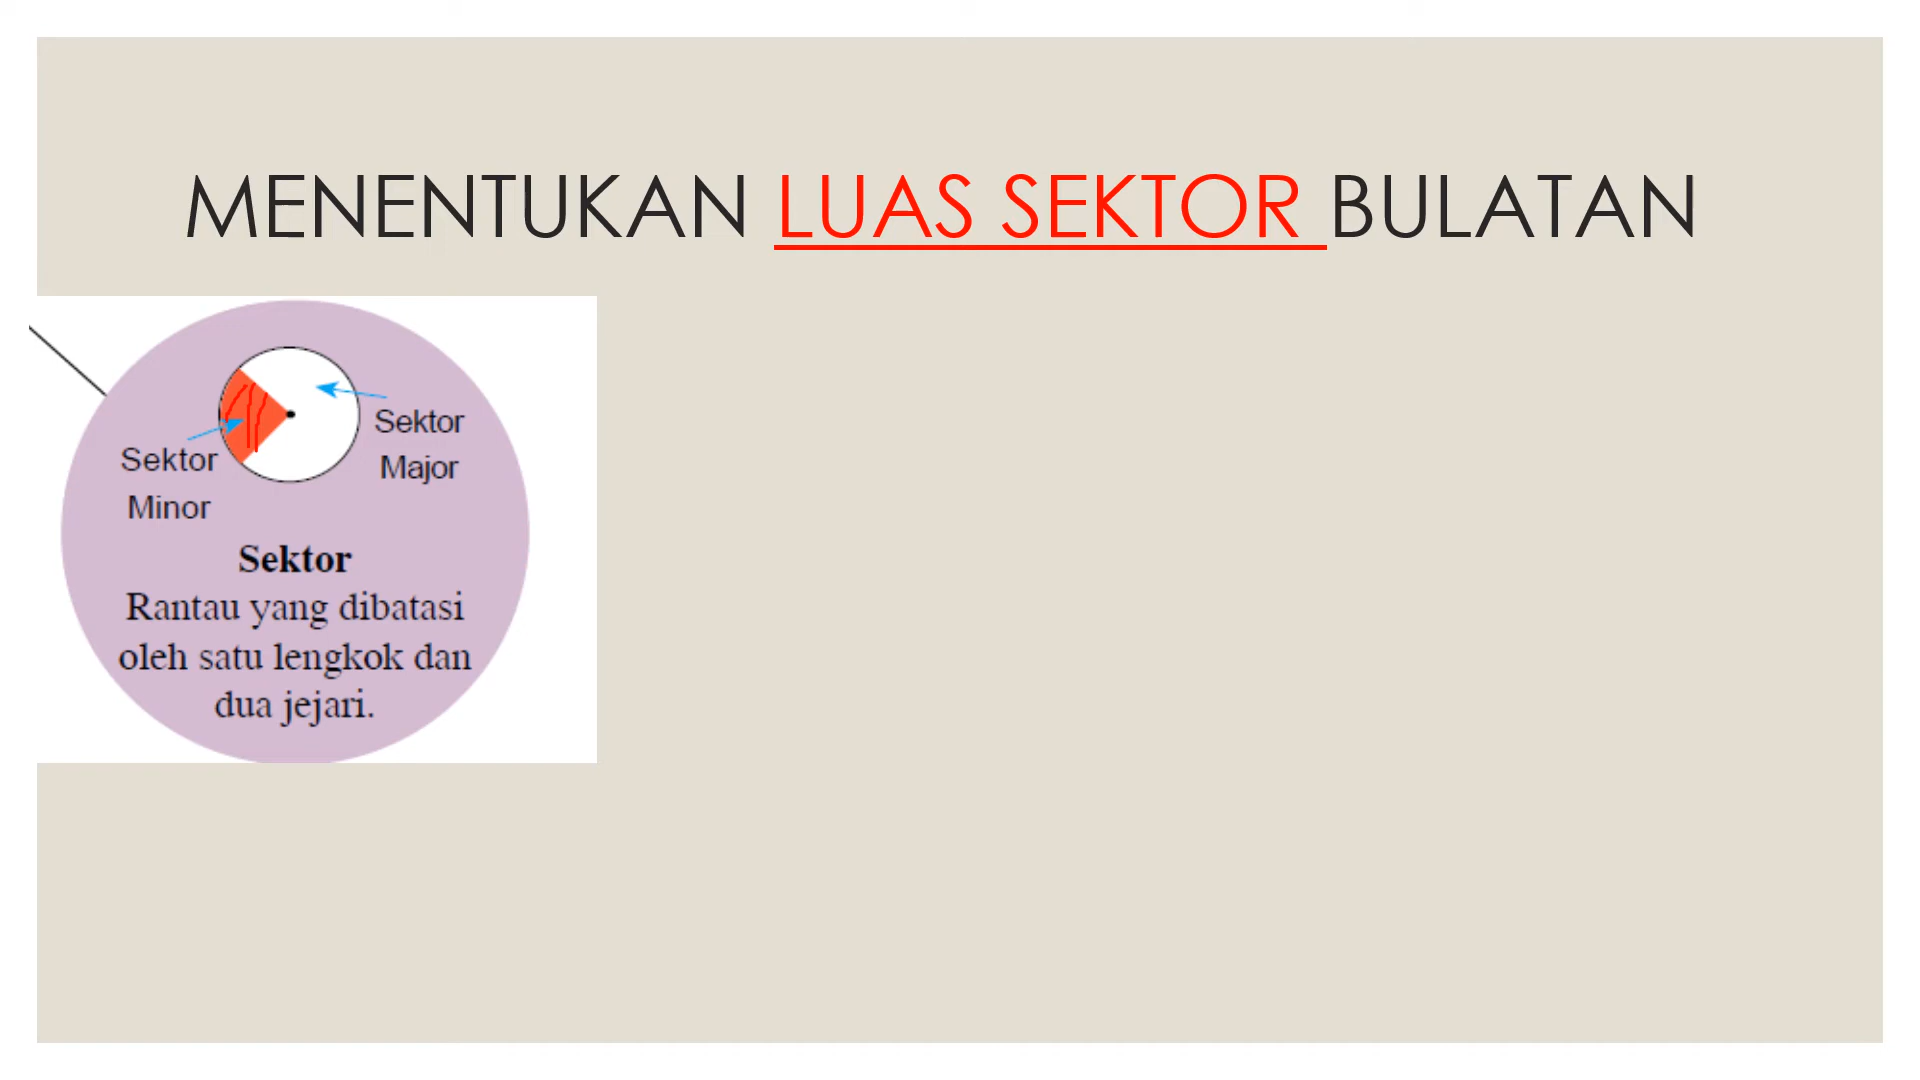 MENENTUKAN LUAS SEKTOR BULATAN
Sektor
Major
Sektor
Minor
Sektor
Rantau yang dibatasi
oleh satu lengkok dan
dua jejari.